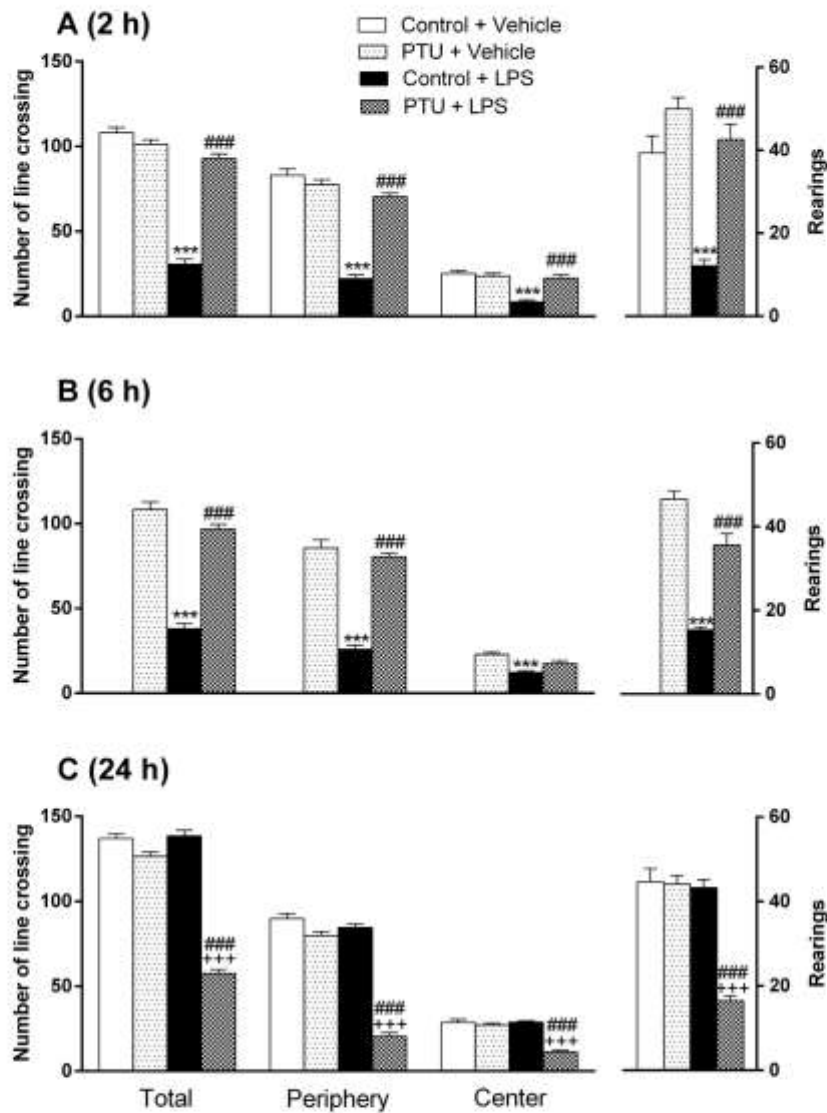 A (2 h)
Control + Vehicle
PTU + Vehicle
Control + LPS
PTU + LPS
Number of line crossing
150
100
50
0
***
###
***
###
***
###
***
###
60
40
20
0
Rearings
B (6 h)
Number of line crossing
150
100
50
0
***
###
***
###
***
***
###
60
40
20
0
Rearings
C (24 h)
Number of line crossing
150
100
50
0
###
+++
###
+++
###
+++
###
+++
60
40
20
0
Rearings
Total
Periphery
Center